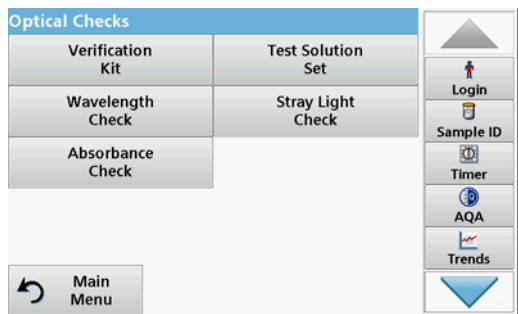 Optical Checks
Verification
Kit
Test Solution
Set
Wavelength
Check
Stray Light
Check
Absorbance
Check
Main
Menu
Login
Sample ID
Timer
AQA
Trends